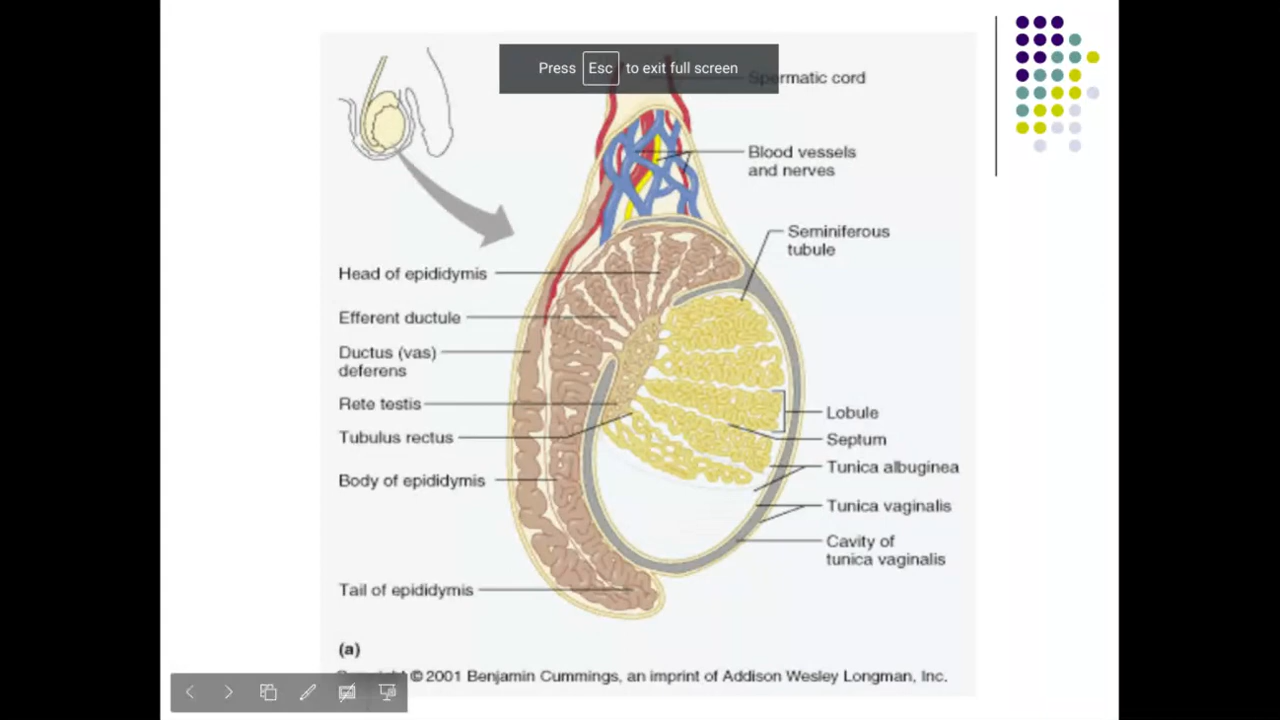 Press Esc to exit full screen
Spermatic cord
Blood vessels
and nerves
Seminiferous
tubule
Head of epididymis
Efferent ductule
Ductus (vas)
deferens
Rete testis
Tubulus rectus
Body of epididymis
Tail of epididymis
Lobule
Septum
Tunica albuginea
Tunica vaginalis
Cavity of
tunica vaginalis
(a)
Copyright © 2001 Benjamin Cummings, an imprint of Addison Wesley Longman, Inc.